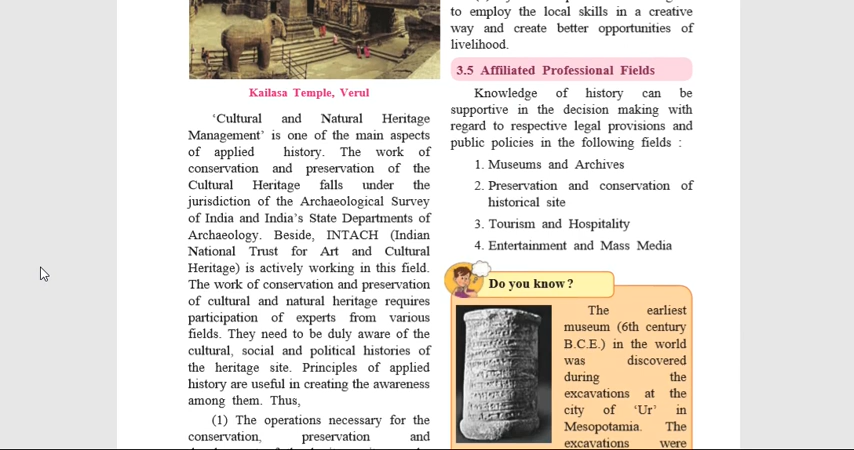 Kailasa Temple, Verul
'Cultural and Natural Heritage
Management' is one of the main aspects
of applied history. The work of
conservation and preservation of the
Cultural Heritage falls under the
jurisdiction of the Archaeological Survey
of India and India's State Departments of
Archaeology. Beside, INTACH (Indian
National Trust for Art and Cultural
Heritage) is actively working in this field.
The work of conservation and preservation
of cultural and natural heritage requires
participation of experts from various
fields. They need to be duly aware of the
cultural, social and political histories of
the heritage site. Principles of applied
history are useful in creating the awareness
among them. Thus,
(1) The operations necessary for the
conservation, preservation and
to employ the local skills in a creative
way and create better opportunities of
livelihood.
3.5 Affiliated Professional Fields
Knowledge of history can be
supportive in the decision making with
regard to respective legal provisions and
public policies in the following fields :
1. Museums and Archives
2. Preservation and conservation of
historical site
3. Tourism and Hospitality
4. Entertainment and Mass Media
Do you know ?
The earliest
museum (6th century
B.C.E.) in the world
was discovered
during the
excavations at the
city of 'Ur' in
Mesopotamia. The
excavations were